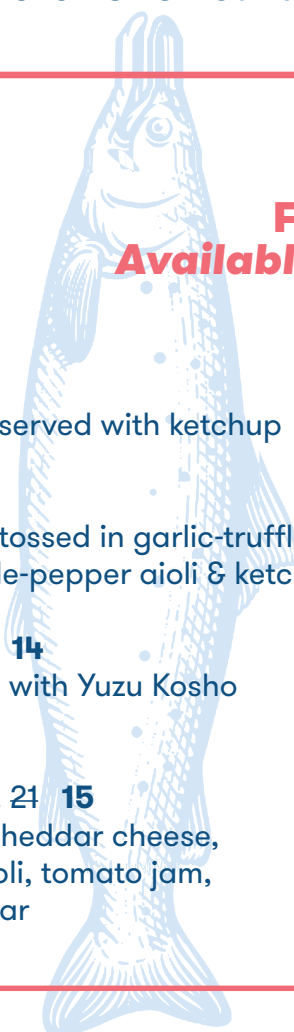 F
Availabl
served with ketchup
tossed in garlic-truffl
le-pepper aioli & ketc
14
with Yuzu Kosho
21 15
heddar cheese,
oli, tomato jam,
ar